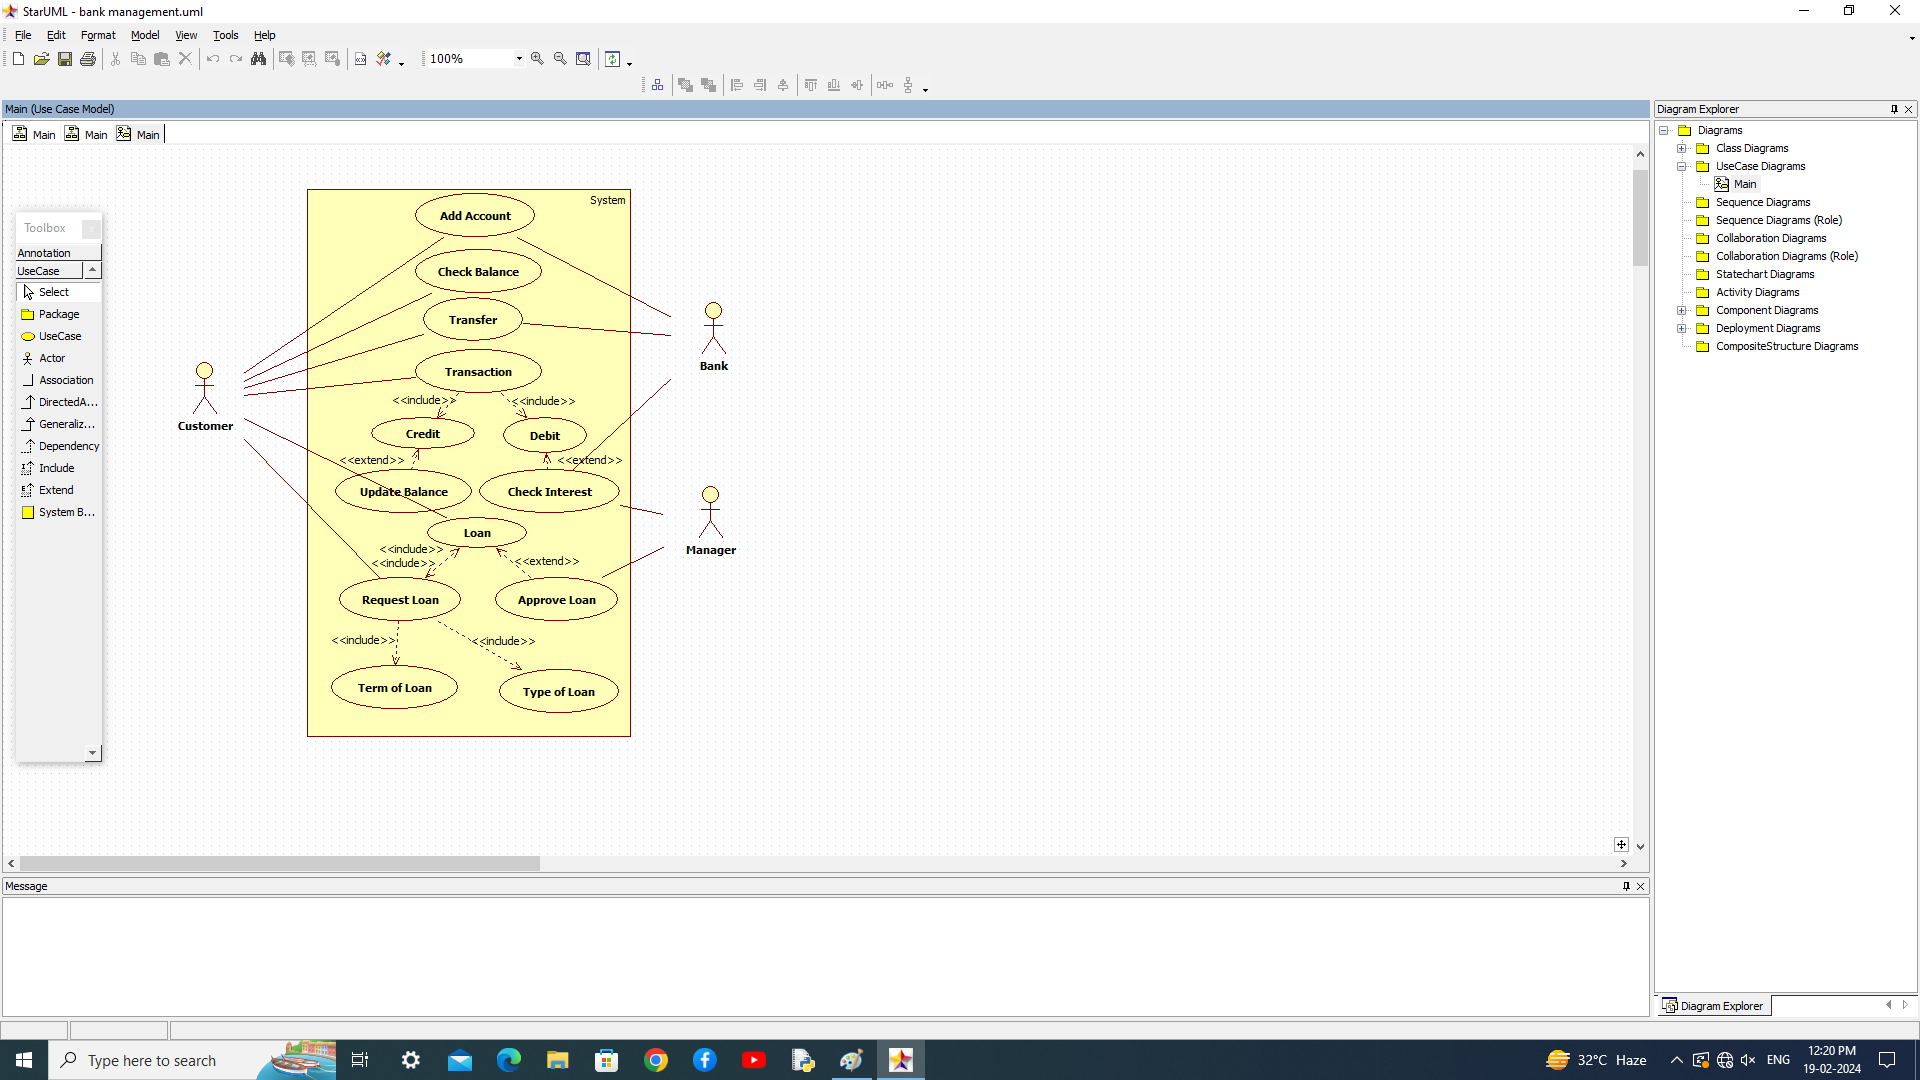 StarUML - bank management.uml
File Edit Format Model View Tools Help
100%
Main (Use Case Model)
Main Main Main
Toolbox
Annotation
UseCase
Select
Package
UseCase
Actor
Association
DirectedA...
Generaliz...
Dependency
Include
Extend
System B...
System
Add Account
Check Balance
Transfer
Transaction
<<include>> <<include>>
Credit Debit
<<extend>> <<extend>>
Update Balance Check Interest
Loan
<<include>>
<<include>> <<extend>>
Request Loan Approve Loan
<<include>> <<include>>
Term of Loan Type of Loan
Customer
Bank
Manager
Diagram Explorer
Diagrams
Class Diagrams
UseCase Diagrams
Main
Sequence Diagrams
Sequence Diagrams (Role)
Collaboration Diagrams
Collaboration Diagrams (Role)
Statechart Diagrams
Activity Diagrams
Component Diagrams
Deployment Diagrams
CompositeStructure Diagrams
Diagram Explorer
Message
Type here to search
32°C Haze
ENG
12:20 PM
19-02-2024